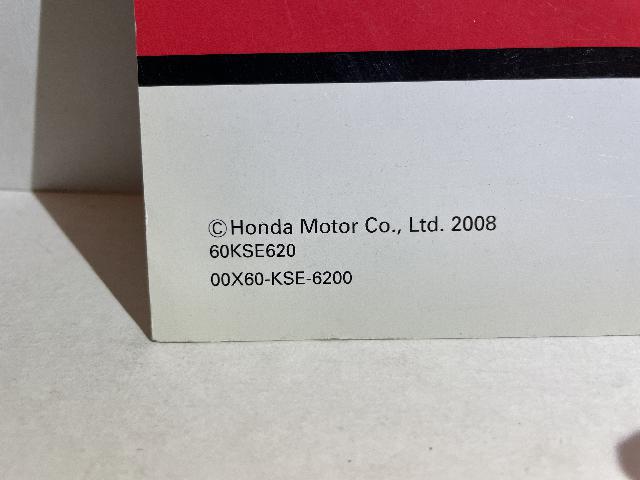 ©Honda Motor Co., Ltd. 2008
60KSE620
00X60-KSE-6200